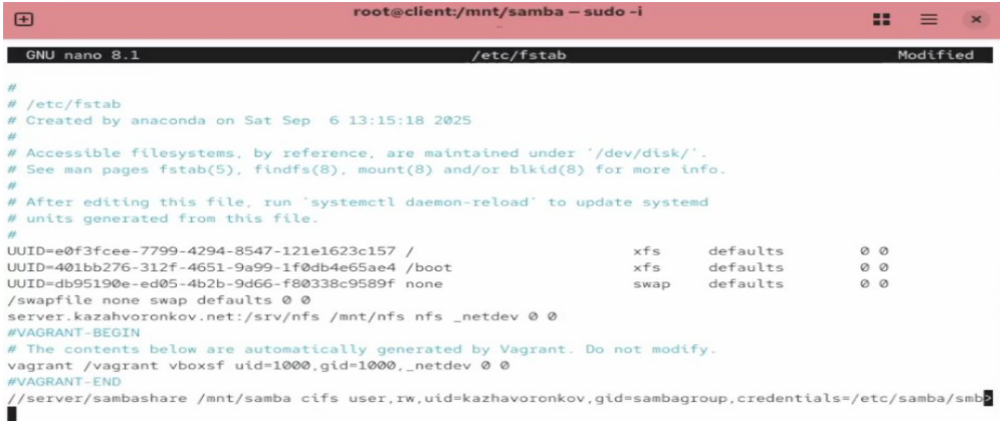 root@client:/mnt/samba — sudo -i
GNU nano 8.1 /etc/fstab Modified
#
# /etc/fstab
# Created by anaconda on Sat Sep  6 13:15:18 2025
#
# Accessible filesystems, by reference, are maintained under '/dev/disk/'.
# See man pages fstab(5), findfs(8), mount(8) and/or blkid(8) for more info.
#
# After editing this file, run 'systemctl daemon-reload' to update systemd
# units generated from this file.
#
UUID=e0f3fcee-7799-4294-8547-121e1623c157 / xfs defaults 0 0
UUID=401bb276-312f-4651-9a99-1f0db4e65ae4 /boot xfs defaults 0 0
UUID=db95190e-ed05-4b2b-9d66-f80338c9589f none swap defaults 0 0
/swapfile none swap defaults 0 0
server.kazahvoronkov.net:/srv/nfs /mnt/nfs nfs _netdev 0 0
#VAGRANT-BEGIN
# The contents below are automatically generated by Vagrant. Do not modify.
vagrant /vagrant vboxsf uid=1000,gid=1000,_netdev 0 0
#VAGRANT-END
//server/sambashare /mnt/samba cifs user,rw,uid=kazhavoronkov,gid=sambagroup,credentials=/etc/samba/smb>